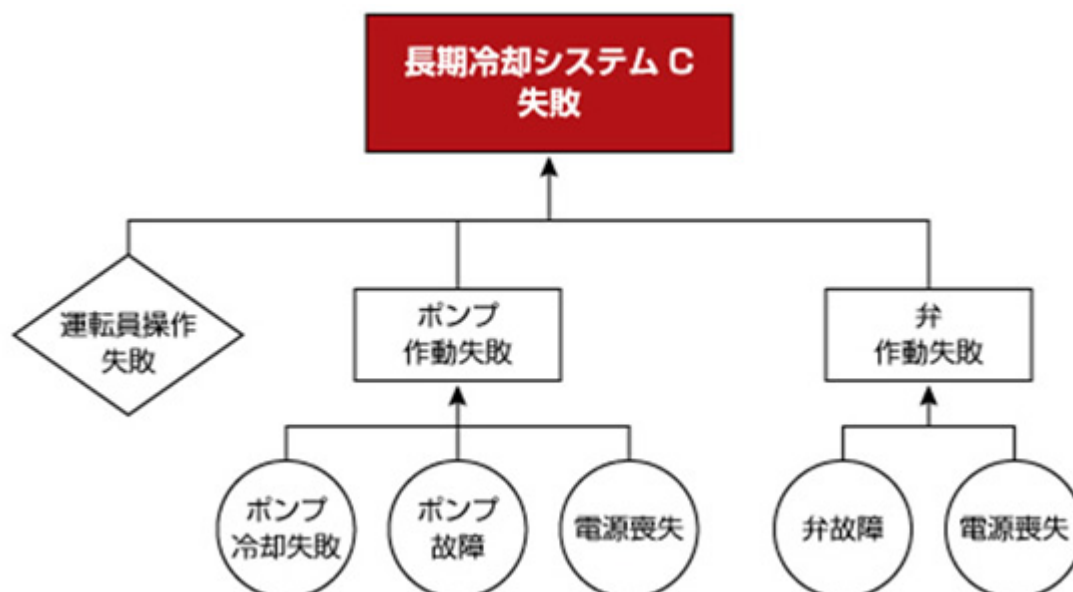 長期冷却システム C
失敗
運転員操作
失敗
ポンプ
作動失敗
弁
作動失敗
ポンプ
冷却失敗
ポンプ
故障
電源喪失
弁故障
電源喪失